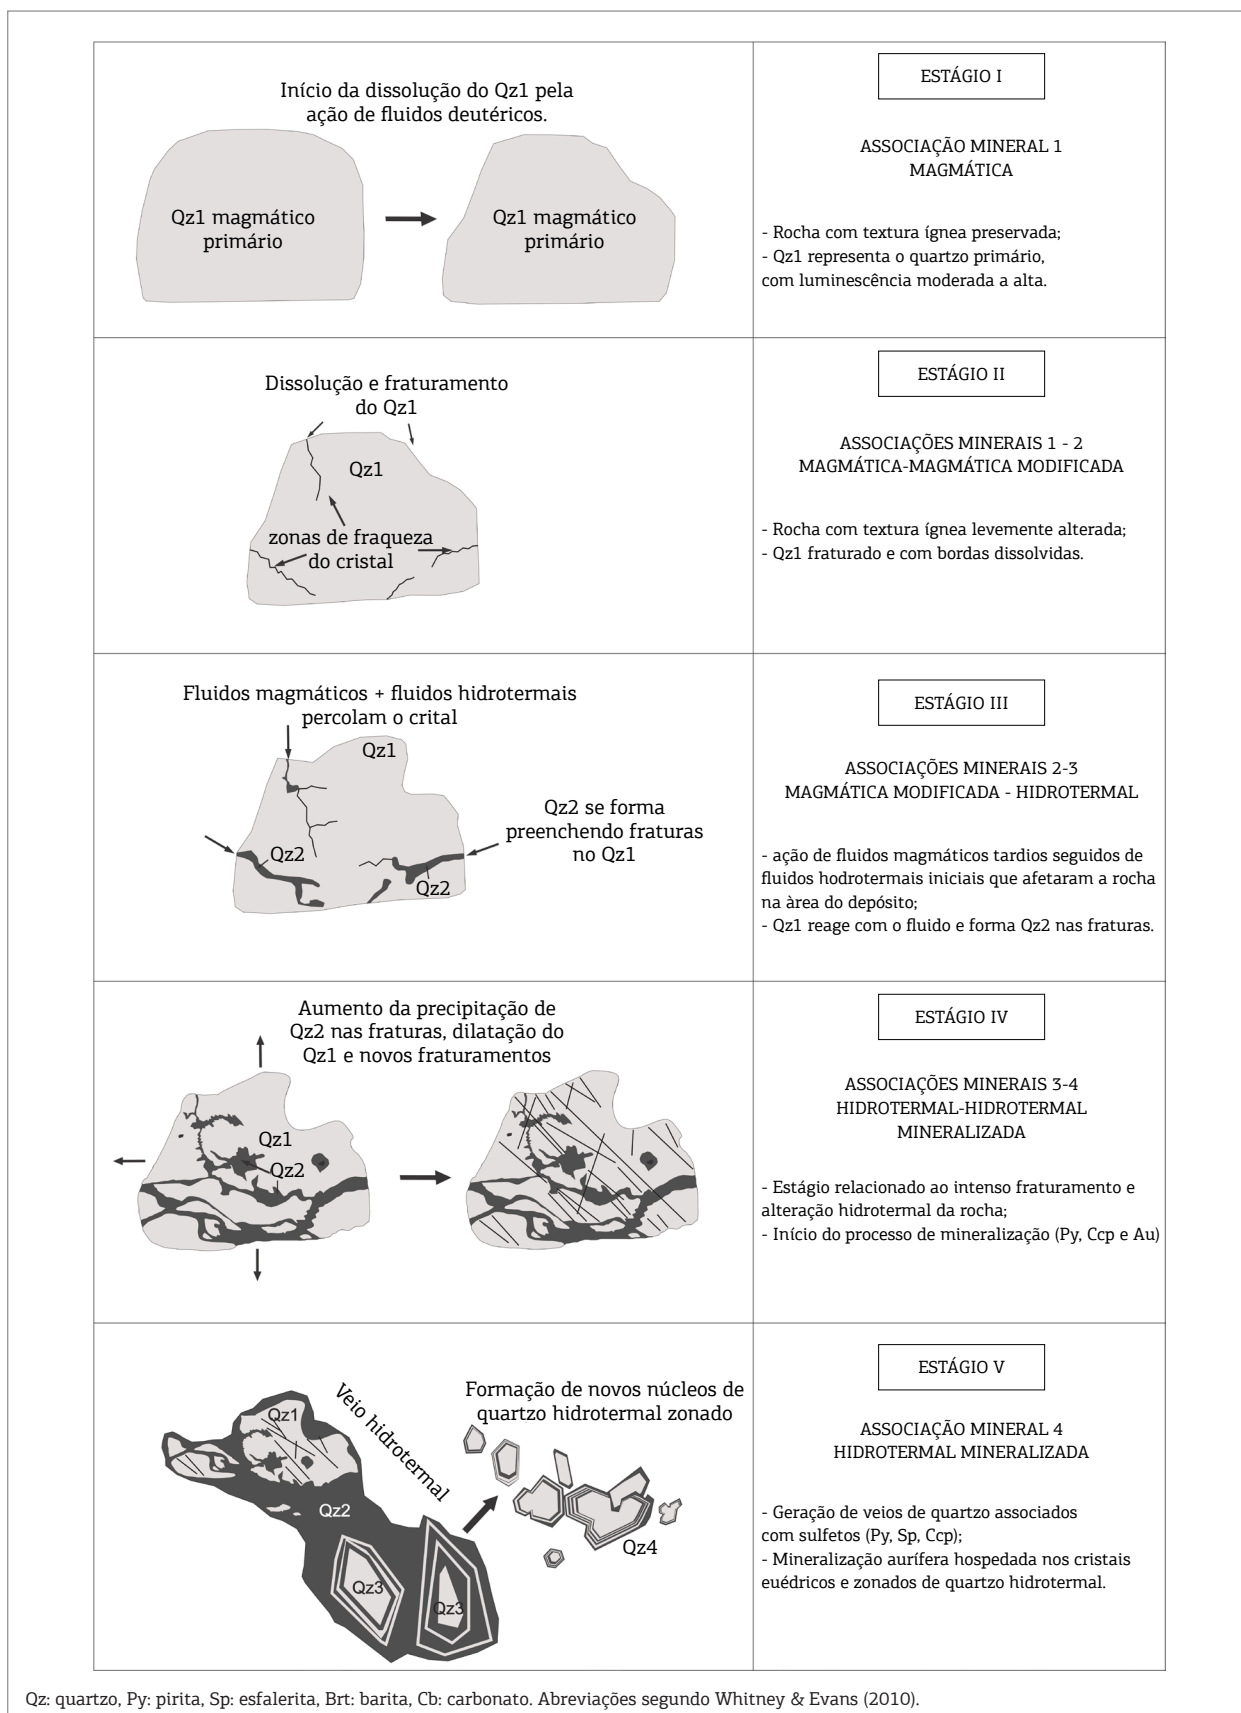 Início da dissolução do Qz1 pela
ação de fluidos deutéricos.
Qz1 magmático
primário
Qz1 magmático
primário
ESTÁGIO I
ASSOCIAÇÃO MINERAL 1
MAGMÁTICA
- Rocha com textura ígnea preservada;
- Qz1 representa o quartzo primário,
com luminescência moderada a alta.
Dissolução e fraturamento
do Qz1
Qz1
zonas de fraqueza
do cristal
ESTÁGIO II
ASSOCIAÇÕES MINERAIS 1 - 2
MAGMÁTICA-MAGMÁTICA MODIFICADA
- Rocha com textura ígnea levemente alterada;
- Qz1 fraturado e com bordas dissolvidas.
Fluidos magmáticos + fluidos hidrotermais
percolam o crital
Qz1
Qz2 se forma
preenchendo fraturas
no Qz1
Qz2
Qz2
ESTÁGIO III
ASSOCIAÇÕES MINERAIS 2-3
MAGMÁTICA MODIFICADA - HIDROTERMAL
- ação de fluidos magmáticos tardios seguidos de
fluidos hodrotermais iniciais que afetaram a rocha
na àrea do depósito;
- Qz1 reage com o fluido e forma Qz2 nas fraturas.
Aumento da precipitação de
Qz2 nas fraturas, dilatação do
Qz1 e novos fraturamentos
Qz1
Qz2
ESTÁGIO IV
ASSOCIAÇÕES MINERAIS 3-4
HIDROTERMAL-HIDROTERMAL
MINERALIZADA
- Estágio relacionado ao intenso fraturamento e
alteração hidrotermal da rocha;
- Início do processo de mineralização (Py, Ccp e Au)
Veio hidrotermal
Formação de novos núcleos de
quartzo hidrotermal zonado
Qz1
Qz2
Qz3
Qz3
Qz4
ESTÁGIO V
ASSOCIAÇÃO MINERAL 4
HIDROTERMAL MINERALIZADA
- Geração de veios de quartzo associados
com sulfetos (Py, Sp, Ccp);
- Mineralização aurífera hospedada nos cristais
euédricos e zonados de quartzo hidrotermal.
Qz: quartzo, Py: pirita, Sp: esfalerita, Brt: barita, Cb: carbonato. Abreviações segundo Whitney & Evans (2010).